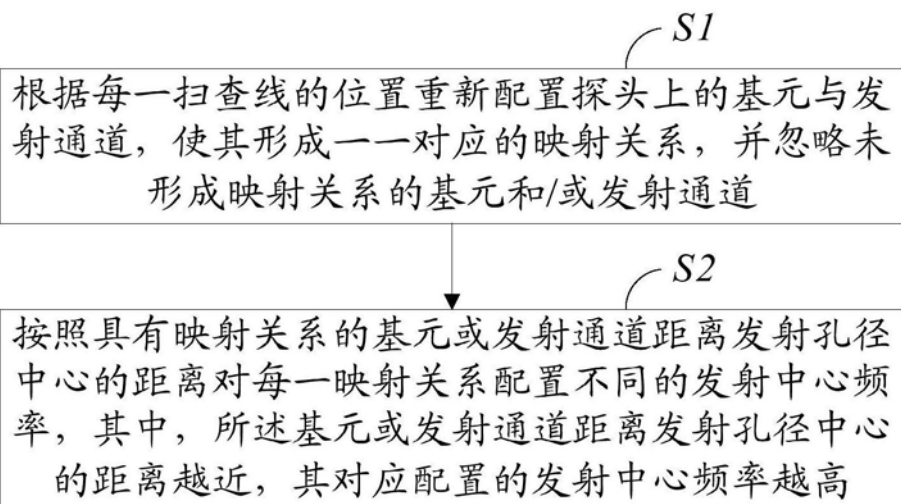 S1
根据每一扫查线的位置重新配置探头上的基元与发
射通道，使其形成一一对应的映射关系，并忽略未
形成映射关系的基元和/或发射通道
S2
按照具有映射关系的基元或发射通道距离发射孔径
中心的距离对每一映射关系配置不同的发射中心频
率，其中，所述基元或发射通道距离发射孔径中心
的距离越近，其对应配置的发射中心频率越高